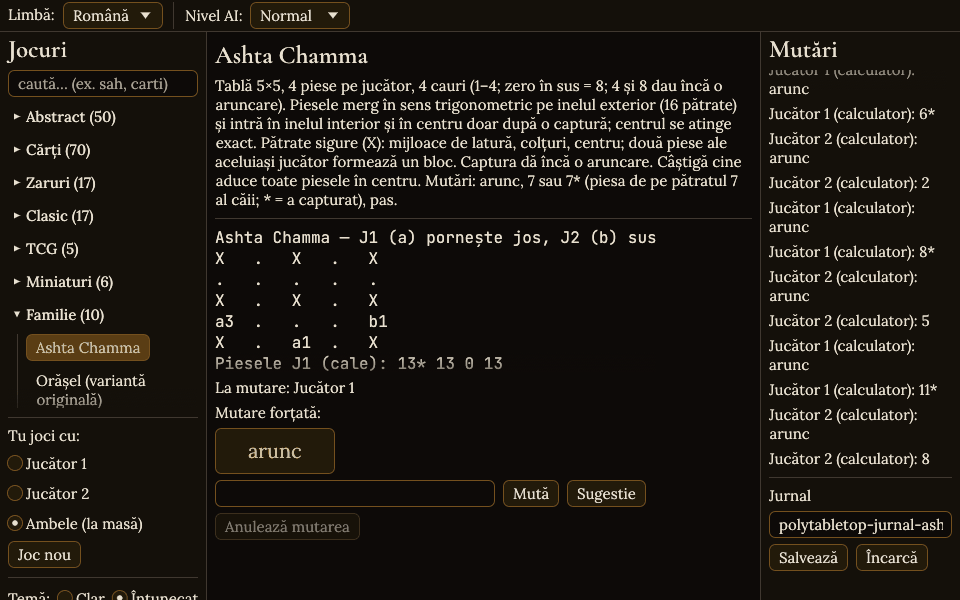 Limbă: Română ▼ Nivel AI: Normal ▼
Jocuri
caută... (ex. sah, carti)
▸ Abstract (50)
▸ Cărți (70)
▸ Zaruri (17)
▸ Clasic (17)
▸ TCG (5)
▸ Miniaturi (6)
▾ Familie (10)
Ashta Chamma
Orășel (variantă
originală)
Tu joci cu:
Jucător 1
Jucător 2
Ambele (la masă)
Joc nou
Temă: Clar Întunecat
Ashta Chamma
Tablă 5×5, 4 piese pe jucător, 4 cauri (1–4; zero în sus = 8; 4 și 8 dau încă o
aruncare). Piesele merg în sens trigonometric pe inelul exterior (16 pătrate)
și intră în inelul interior și în centru doar după o captură; centrul se atinge
exact. Pătrate sigure (X): mijloace de latură, colțuri, centru; două piese ale
aceluiași jucător formează un bloc. Captura dă încă o aruncare. Câștigă cine
aduce toate piesele în centru. Mutări: arunc, 7 sau 7* (piesa de pe pătratul 7
al căii; * = a capturat), pas.
Ashta Chamma — J1 (a) pornește jos, J2 (b) sus
X . X . X
. . . . .
X . X . X
a3 . . . b1
X . a1 . X
Piesele J1 (cale): 13* 13 0 13
La mutare: Jucător 1
Mutare forțată:
arunc
Mută Sugestie
Anulează mutarea
Mutări
Jucător 1 (calculator):
arunc
Jucător 1 (calculator): 6*
Jucător 2 (calculator):
arunc
Jucător 2 (calculator): 2
Jucător 1 (calculator):
arunc
Jucător 1 (calculator): 8*
Jucător 2 (calculator):
arunc
Jucător 2 (calculator): 5
Jucător 1 (calculator):
arunc
Jucător 1 (calculator): 11*
Jucător 2 (calculator):
arunc
Jucător 2 (calculator): 8
Jurnal
polytabletop-jurnal-ash
Salvează Încarcă